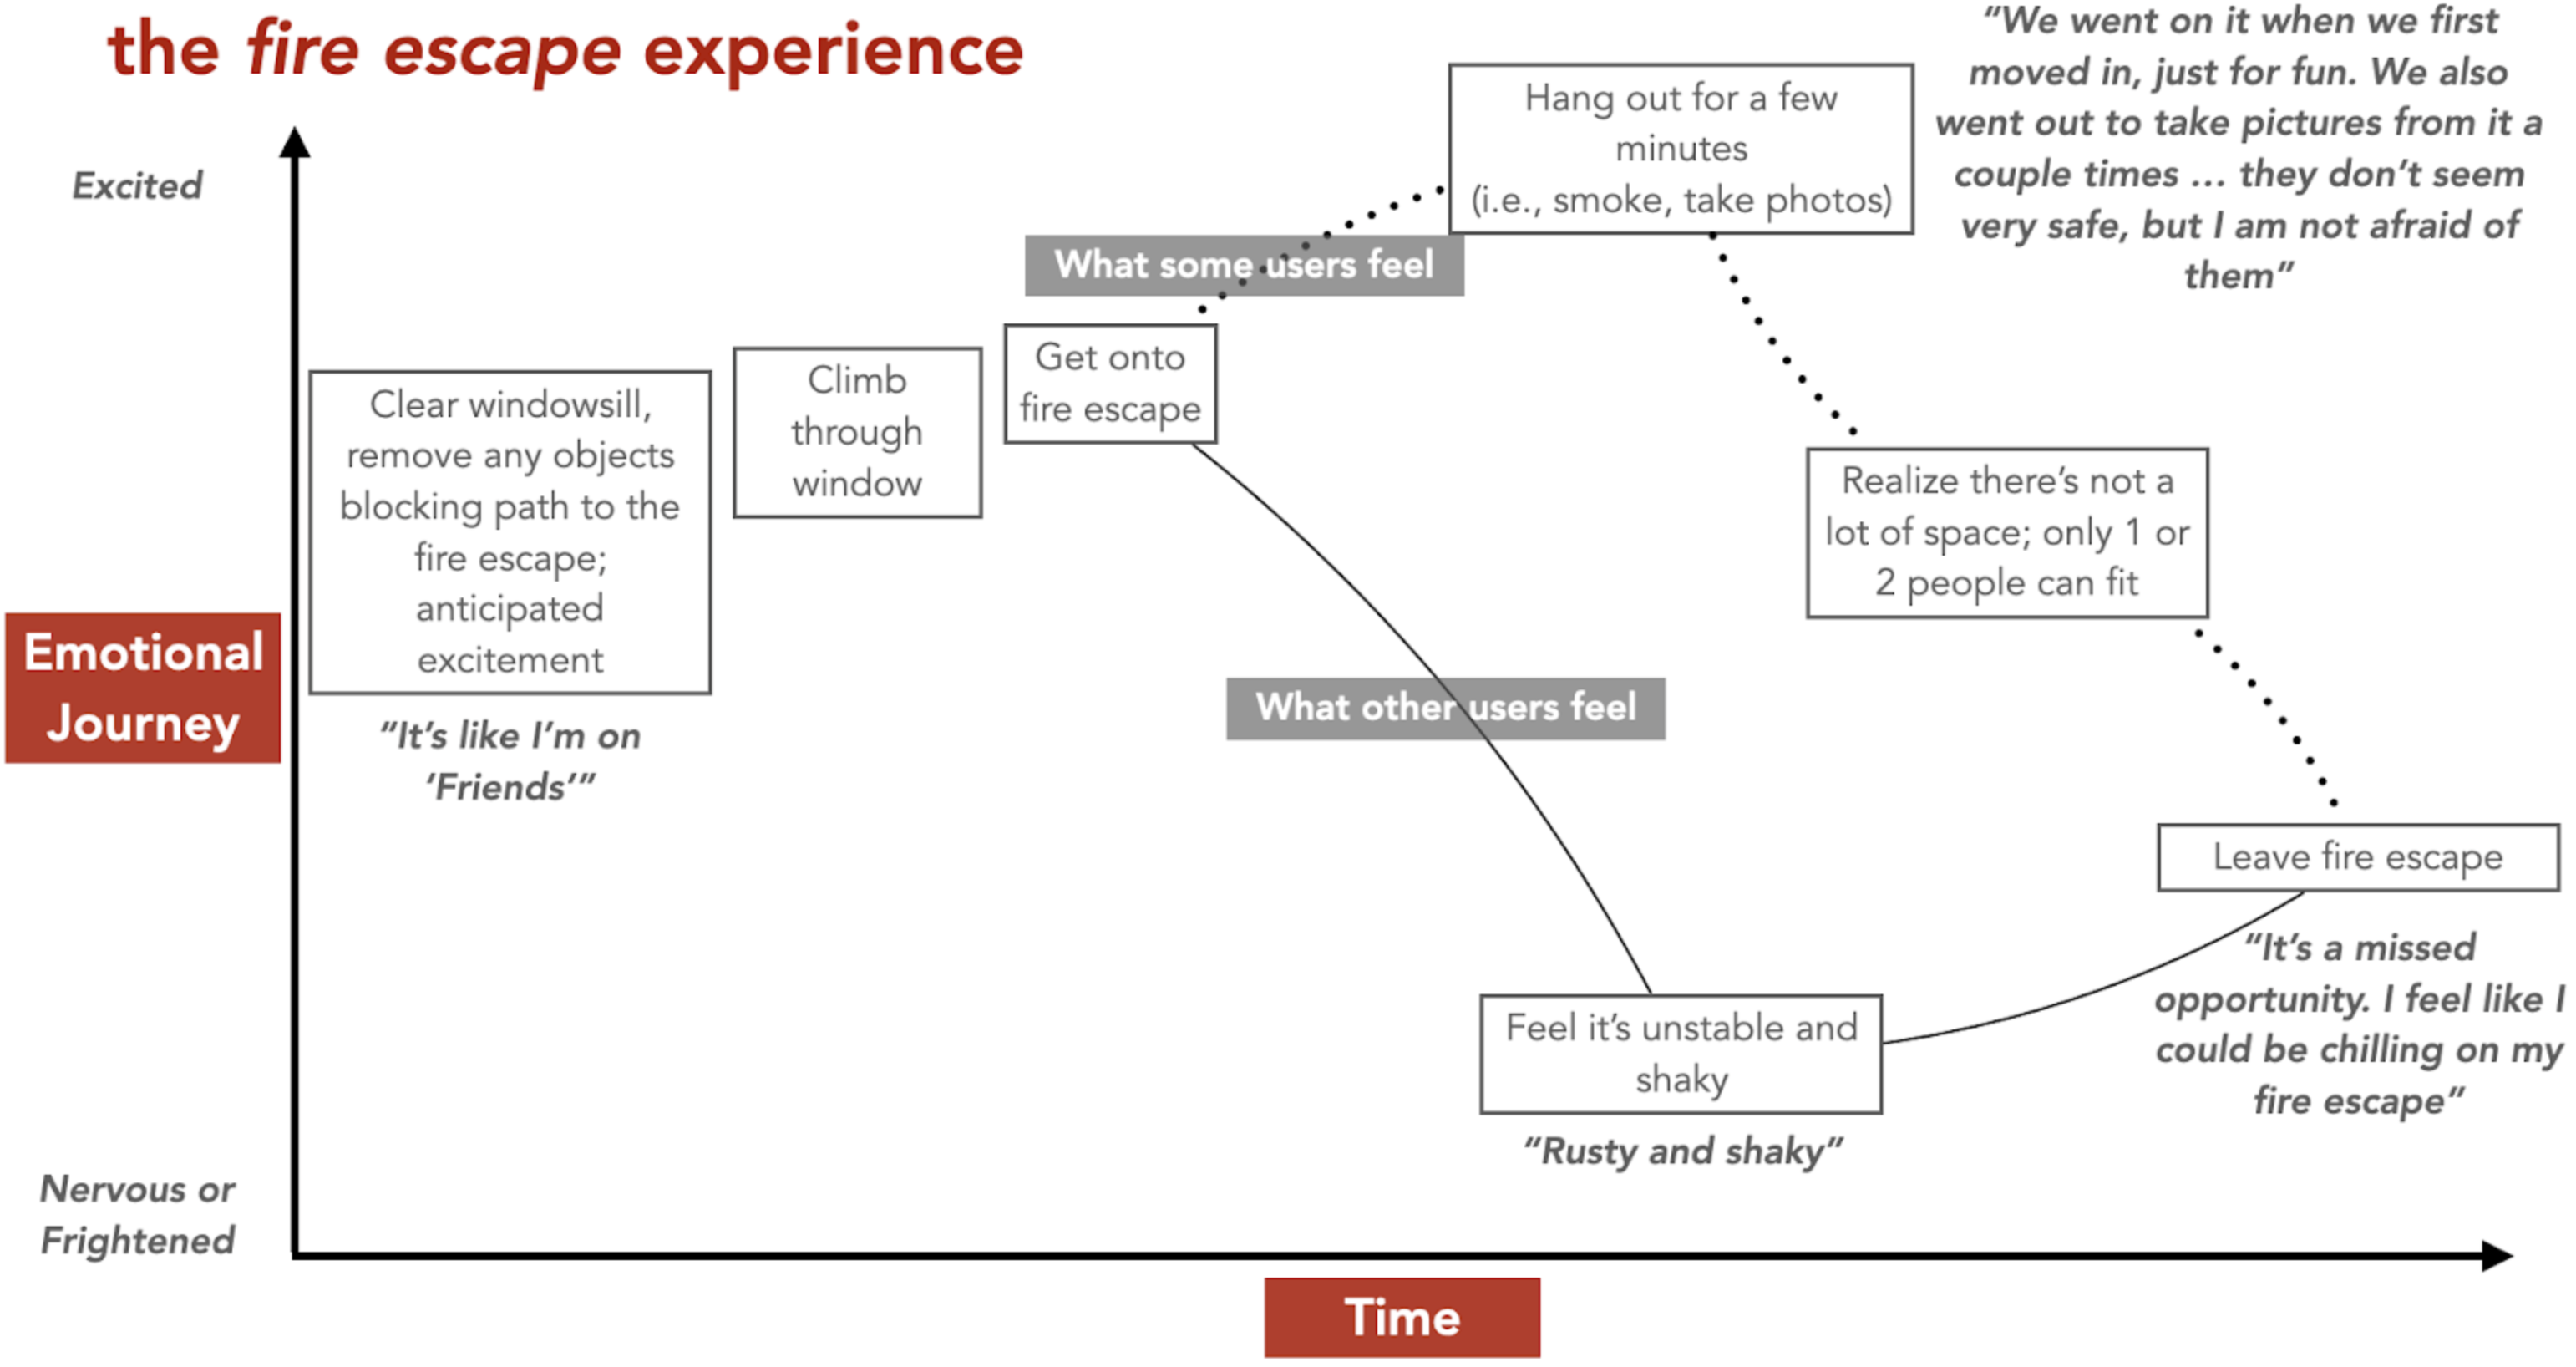 the fire escape experience
“We went on it when we first
moved in, just for fun. We also
went out to take pictures from it a
couple times ... they don’t seem
very safe, but I am not afraid of
them”
Excited
Hang out for a few
minutes
(i.e., smoke, take photos)
What some users feel
Clear windowsill,
remove any objects
blocking path to the
fire escape;
anticipated
excitement
“It’s like I’m on
‘Friends’”
Climb
through
window
Get onto
fire escape
Realize there’s not a
lot of space; only 1 or
2 people can fit
Emotional
Journey
What other users feel
Leave fire escape
“It’s a missed
opportunity. I feel like I
could be chilling on my
fire escape”
Feel it’s unstable and
shaky
“Rusty and shaky”
Nervous or
Frightened
Time